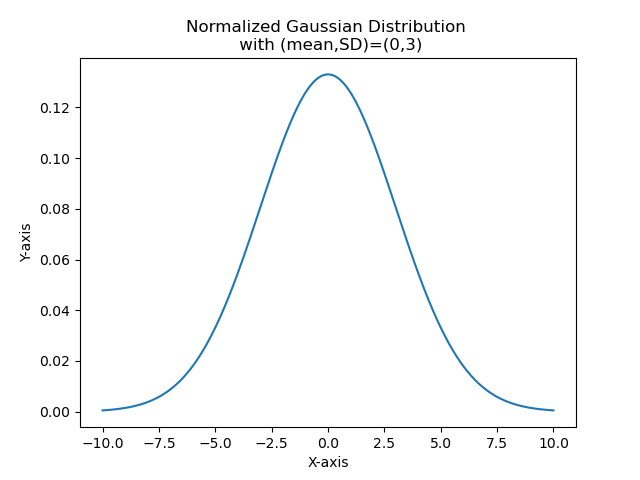 Normalized Gaussian Distribution
with (mean,SD)=(0,3)
0.12
0.10
0.08
0.06
0.04
0.02
0.00
Y-axis
−10.0 −7.5 −5.0 −2.5 0.0 2.5 5.0 7.5 10.0
X-axis